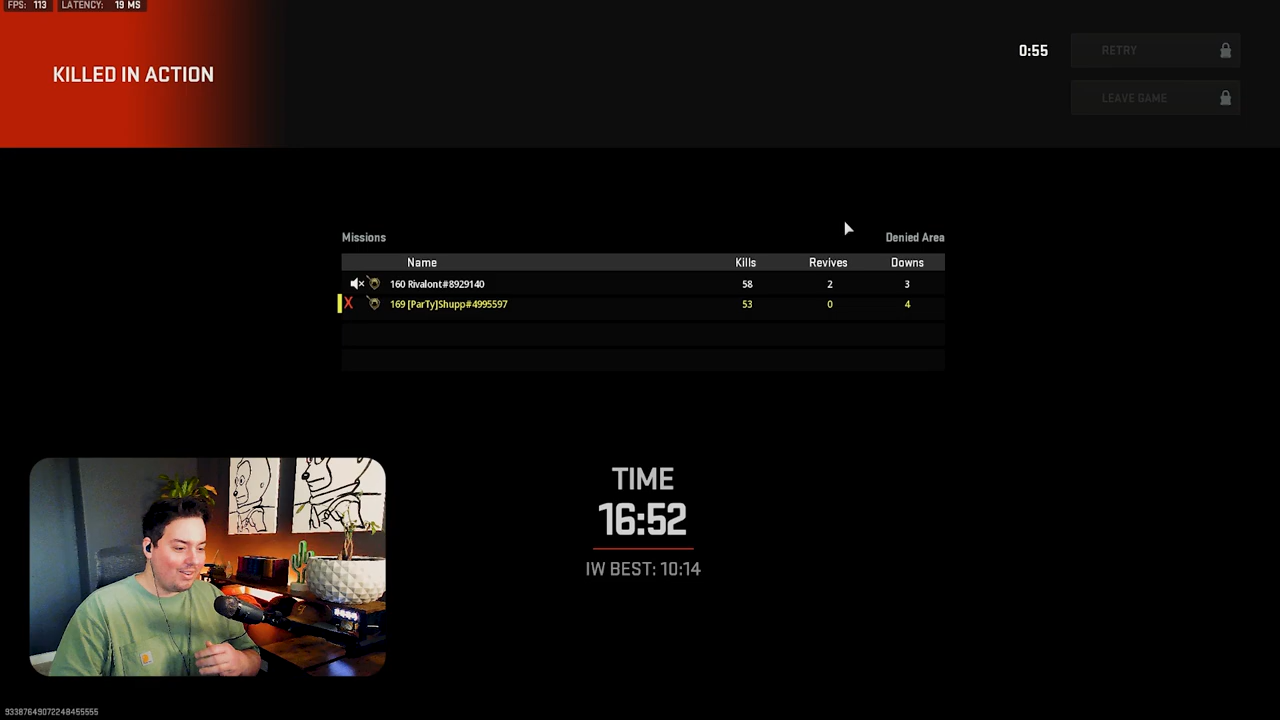 FPS: 113 LATENCY: 19 MS
KILLED IN ACTION
0:55
RETRY
LEAVE GAME
Missions Denied Area
Name Kills Revives Downs
160 Rivalont#8929140 58 2 3
X 169 [ParTy]Shupp#4995597 53 0 4
TIME
16:52
IW BEST: 10:14
93387649072248455555